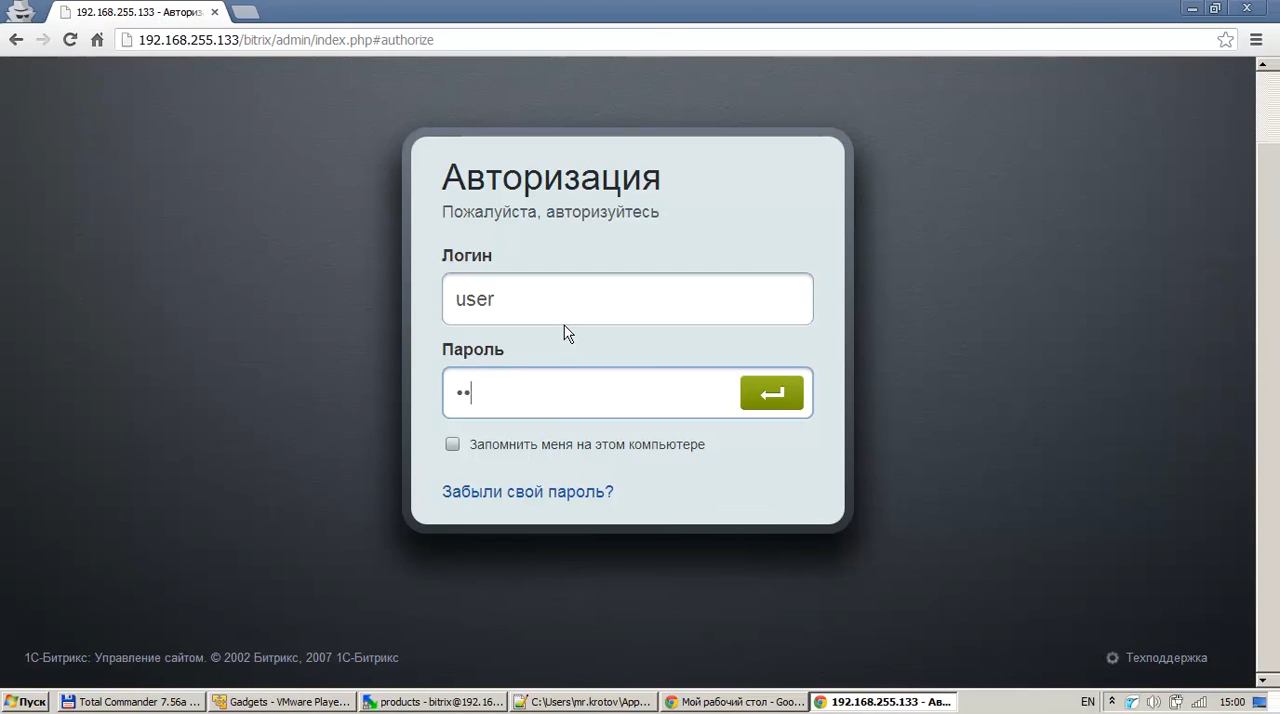 192.168.255.133 - Авториз
192.168.255.133/bitrix/admin/index.php#authorize
Авторизация
Пожалуйста, авторизуйтесь
Логин
user
Пароль
Запомнить меня на этом компьютере
Забыли свой пароль?
1С-Битрикс: Управление сайтом. © 2002 Битрикс, 2007 1С-Битрикс
Техподдержка
Пуск
Total Commander 7.56a ...
Gadgets - VMware Playe...
products - bitrix@192.16...
C:\Users\mr.krotov\App...
Мой рабочий стол - Goo...
192.168.255.133 - Ав...
EN
15:00